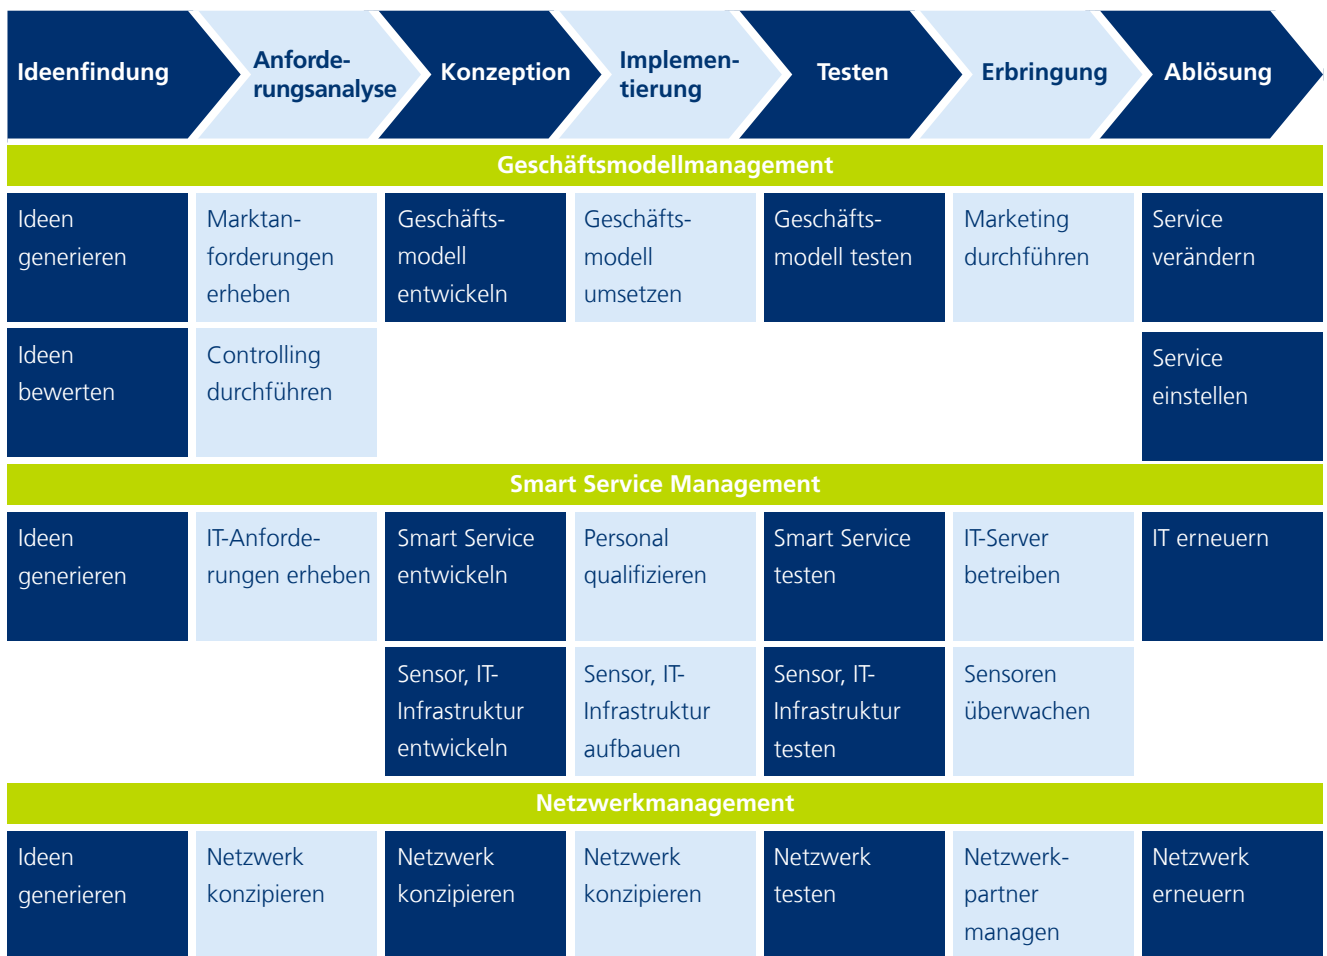 Ideenfindung
Anforde-
rungsanalyse
Konzeption
Implemen-
tierung
Testen
Erbringung
Ablösung
Geschäftsmodellmanagement
Ideen
generieren
Marktan-
forderungen
erheben
Geschäfts-
modell
entwickeln
Geschäfts-
modell
umsetzen
Geschäfts-
modell testen
Marketing
durchführen
Service
verändern
Ideen
bewerten
Controlling
durchführen
Service
einstellen
Smart Service Management
Ideen
generieren
IT-Anforde-
rungen erheben
Smart Service
entwickeln
Personal
qualifizieren
Smart Service
testen
IT-Server
betreiben
IT erneuern
Sensor, IT-
Infrastruktur
entwickeln
Sensor, IT-
Infrastruktur
aufbauen
Sensor, IT-
Infrastruktur
testen
Sensoren
überwachen
Netzwerkmanagement
Ideen
generieren
Netzwerk
konzipieren
Netzwerk
konzipieren
Netzwerk
konzipieren
Netzwerk
testen
Netzwerk-
partner
managen
Netzwerk
erneuern